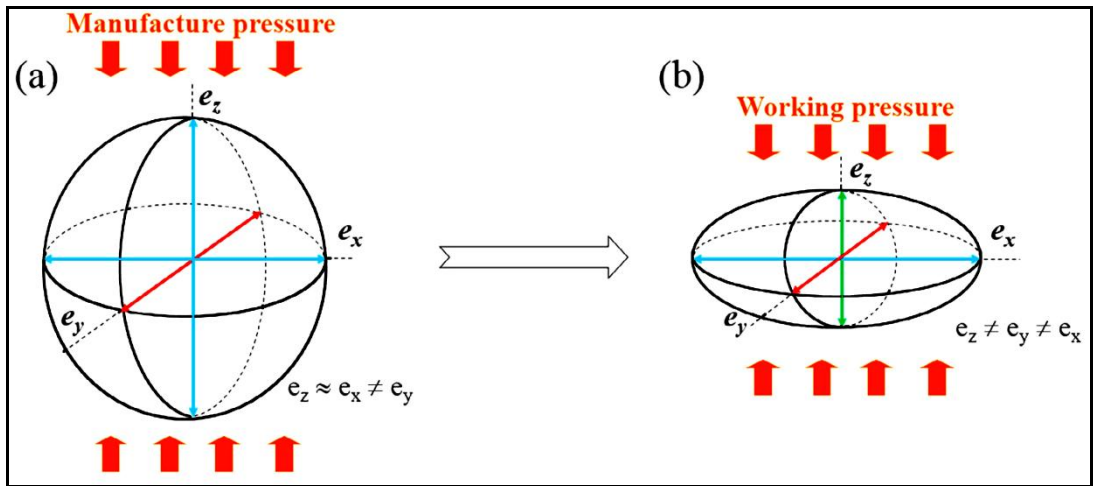 Manufacture pressure
(a)
e_z
e_x
e_y
e_z ≈ e_x ≠ e_y
(b)
Working pressure
e_z
e_x
e_y
e_z ≠ e_y ≠ e_x